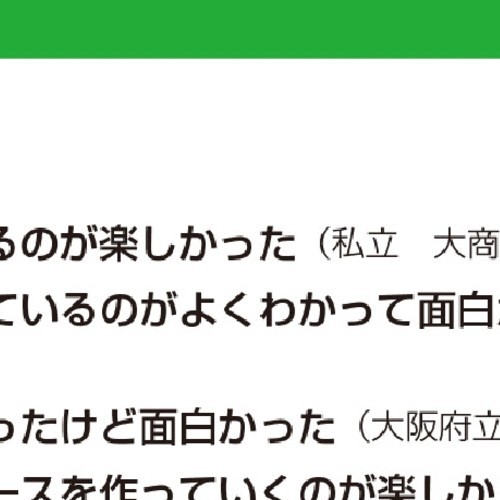 るのが楽しかった（私立　大商
ているのがよくわかって面白
ったけど面白かった（大阪府立
ースを作っていくのが楽しか